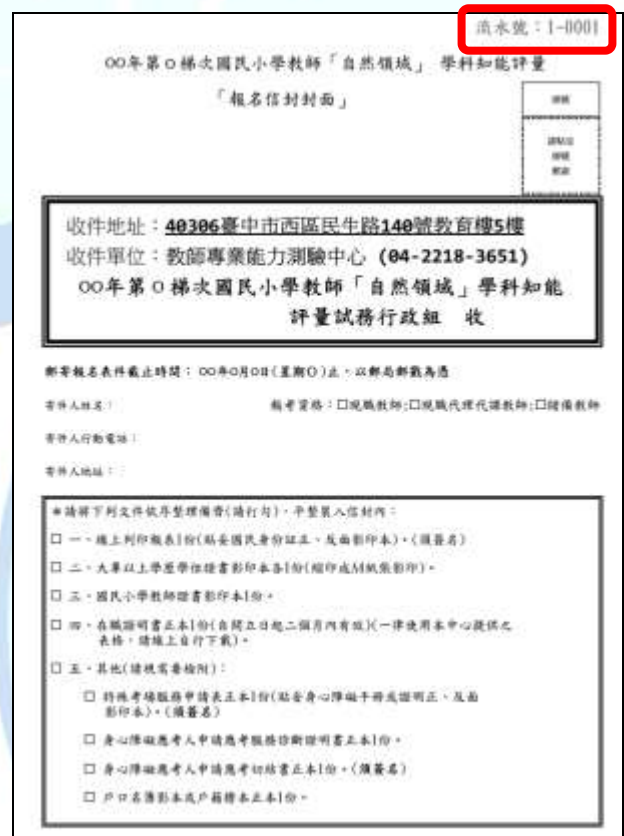 流水號：1-0001
OO年第O梯次國民小學教師「自然領域」 學科知能評量
「報名信封封面」
郵票
請貼足
郵資
收件地址：40306臺中市西區民生路140號教育樓5樓
收件單位：教師專業能力測驗中心 (04-2218-3651)
OO年第O梯次國民小學教師「自然領域」學科知能
評量試務行政組 收
郵寄報名表件截止時間：OO年O月O日(星期O)止，以郵局郵戳為憑
寄件人姓名： 報考資格：□現職教師;□現職代理代課教師;□儲備教師
寄件人行動電話：
寄件人地址：
＊請將下列文件依序整理備齊(請打勾)，平整裝入信封內：
□ 一、線上列印報表1份(貼妥國民身份証正、反面影印本)。(須簽名)
□ 二、大專以上學歷學位證書影印本各1份(縮印成A4紙張影印)。
□ 三、國民小學教師證書影印本1份。
□ 四、在職證明書正本1份(自開立日起二個月內有效)(一律使用本中心提供之
表格，請線上自行下載)。
□ 五、其他(請視需要檢附)：
□ 特殊考場服務申請表正本1份(貼妥身心障礙手冊或證明正、反面
影印本)。(須簽名)
□ 身心障礙應考人申請應考服務診斷證明書正本1份。
□ 身心障礙應考人申請應考切結書正本1份。(須簽名)
□ 戶口名簿影本或戶籍謄本正本1份。